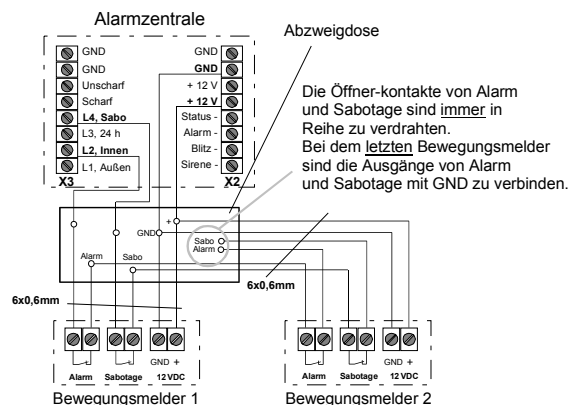 Alarmzentrale
Abzweigdose
GND
GND
Unscharf
Scharf
L4, Sabo
L3, 24 h
L2, Innen
L1, Außen
X3
GND
GND
+ 12 V
+ 12 V
Status -
Alarm -
Blitz -
Sirene -
X2
Die Öffner-kontakte von Alarm
und Sabotage sind immer in
Reihe zu verdrahten.
Bei dem letzten Bewegungsmelder
sind die Ausgänge von Alarm
und Sabotage mit GND zu verbinden.
+
GND
Sabo
Alarm
Alarm
Sabo
6x0,6mm
6x0,6mm
GND +
Alarm Sabotage 12 VDC
Bewegungsmelder 1
GND +
Alarm Sabotage 12 VDC
Bewegungsmelder 2